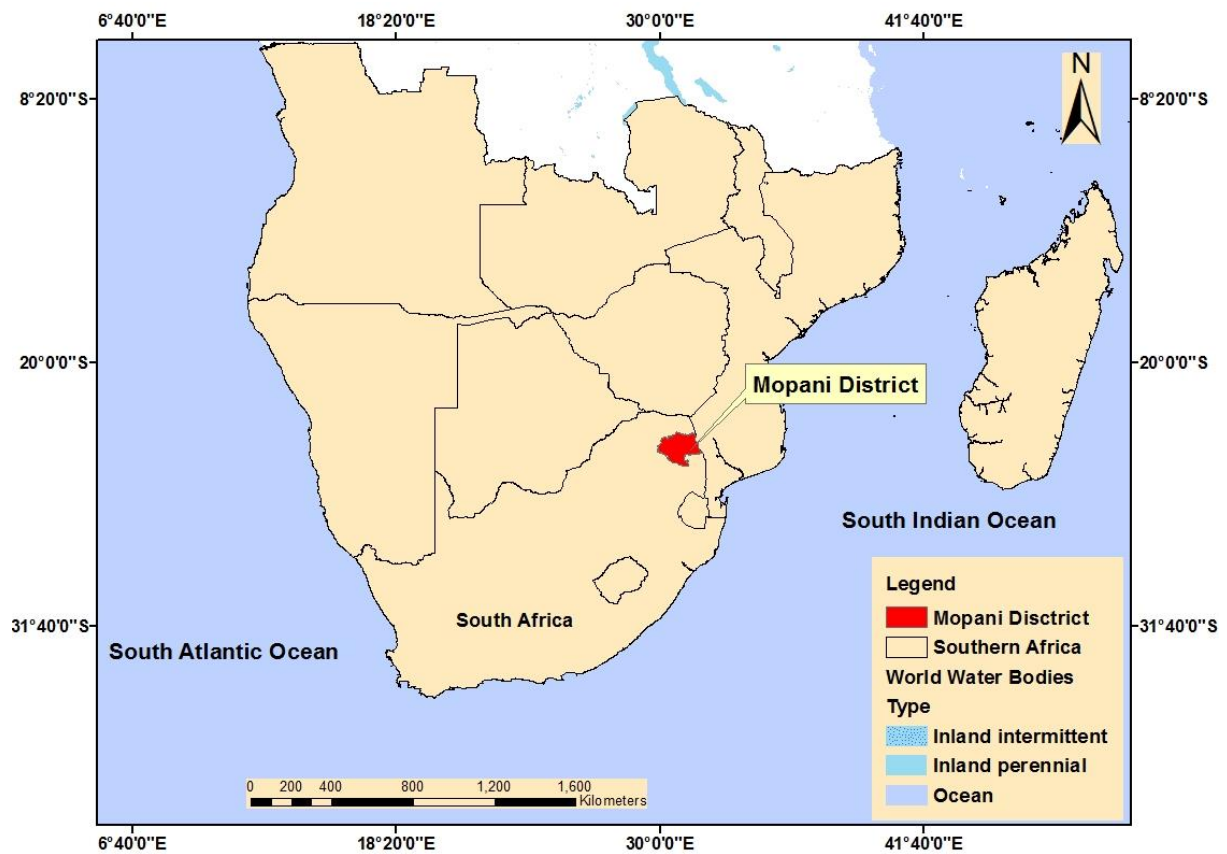 6°40'0"E 18°20'0"E 30°0'0"E 41°40'0"E
N
8°20'0"S 8°20'0"S
20°0'0"S 20°0'0"S
Mopani District
South Indian Ocean
South Africa
31°40'0"S 31°40'0"S
South Atlantic Ocean
Legend
Mopani Disctrict
Southern Africa
World Water Bodies
Type
Inland intermittent
Inland perennial
Ocean
0 200 400 800 1,200 1,600
Kilometers
6°40'0"E 18°20'0"E 30°0'0"E 41°40'0"E